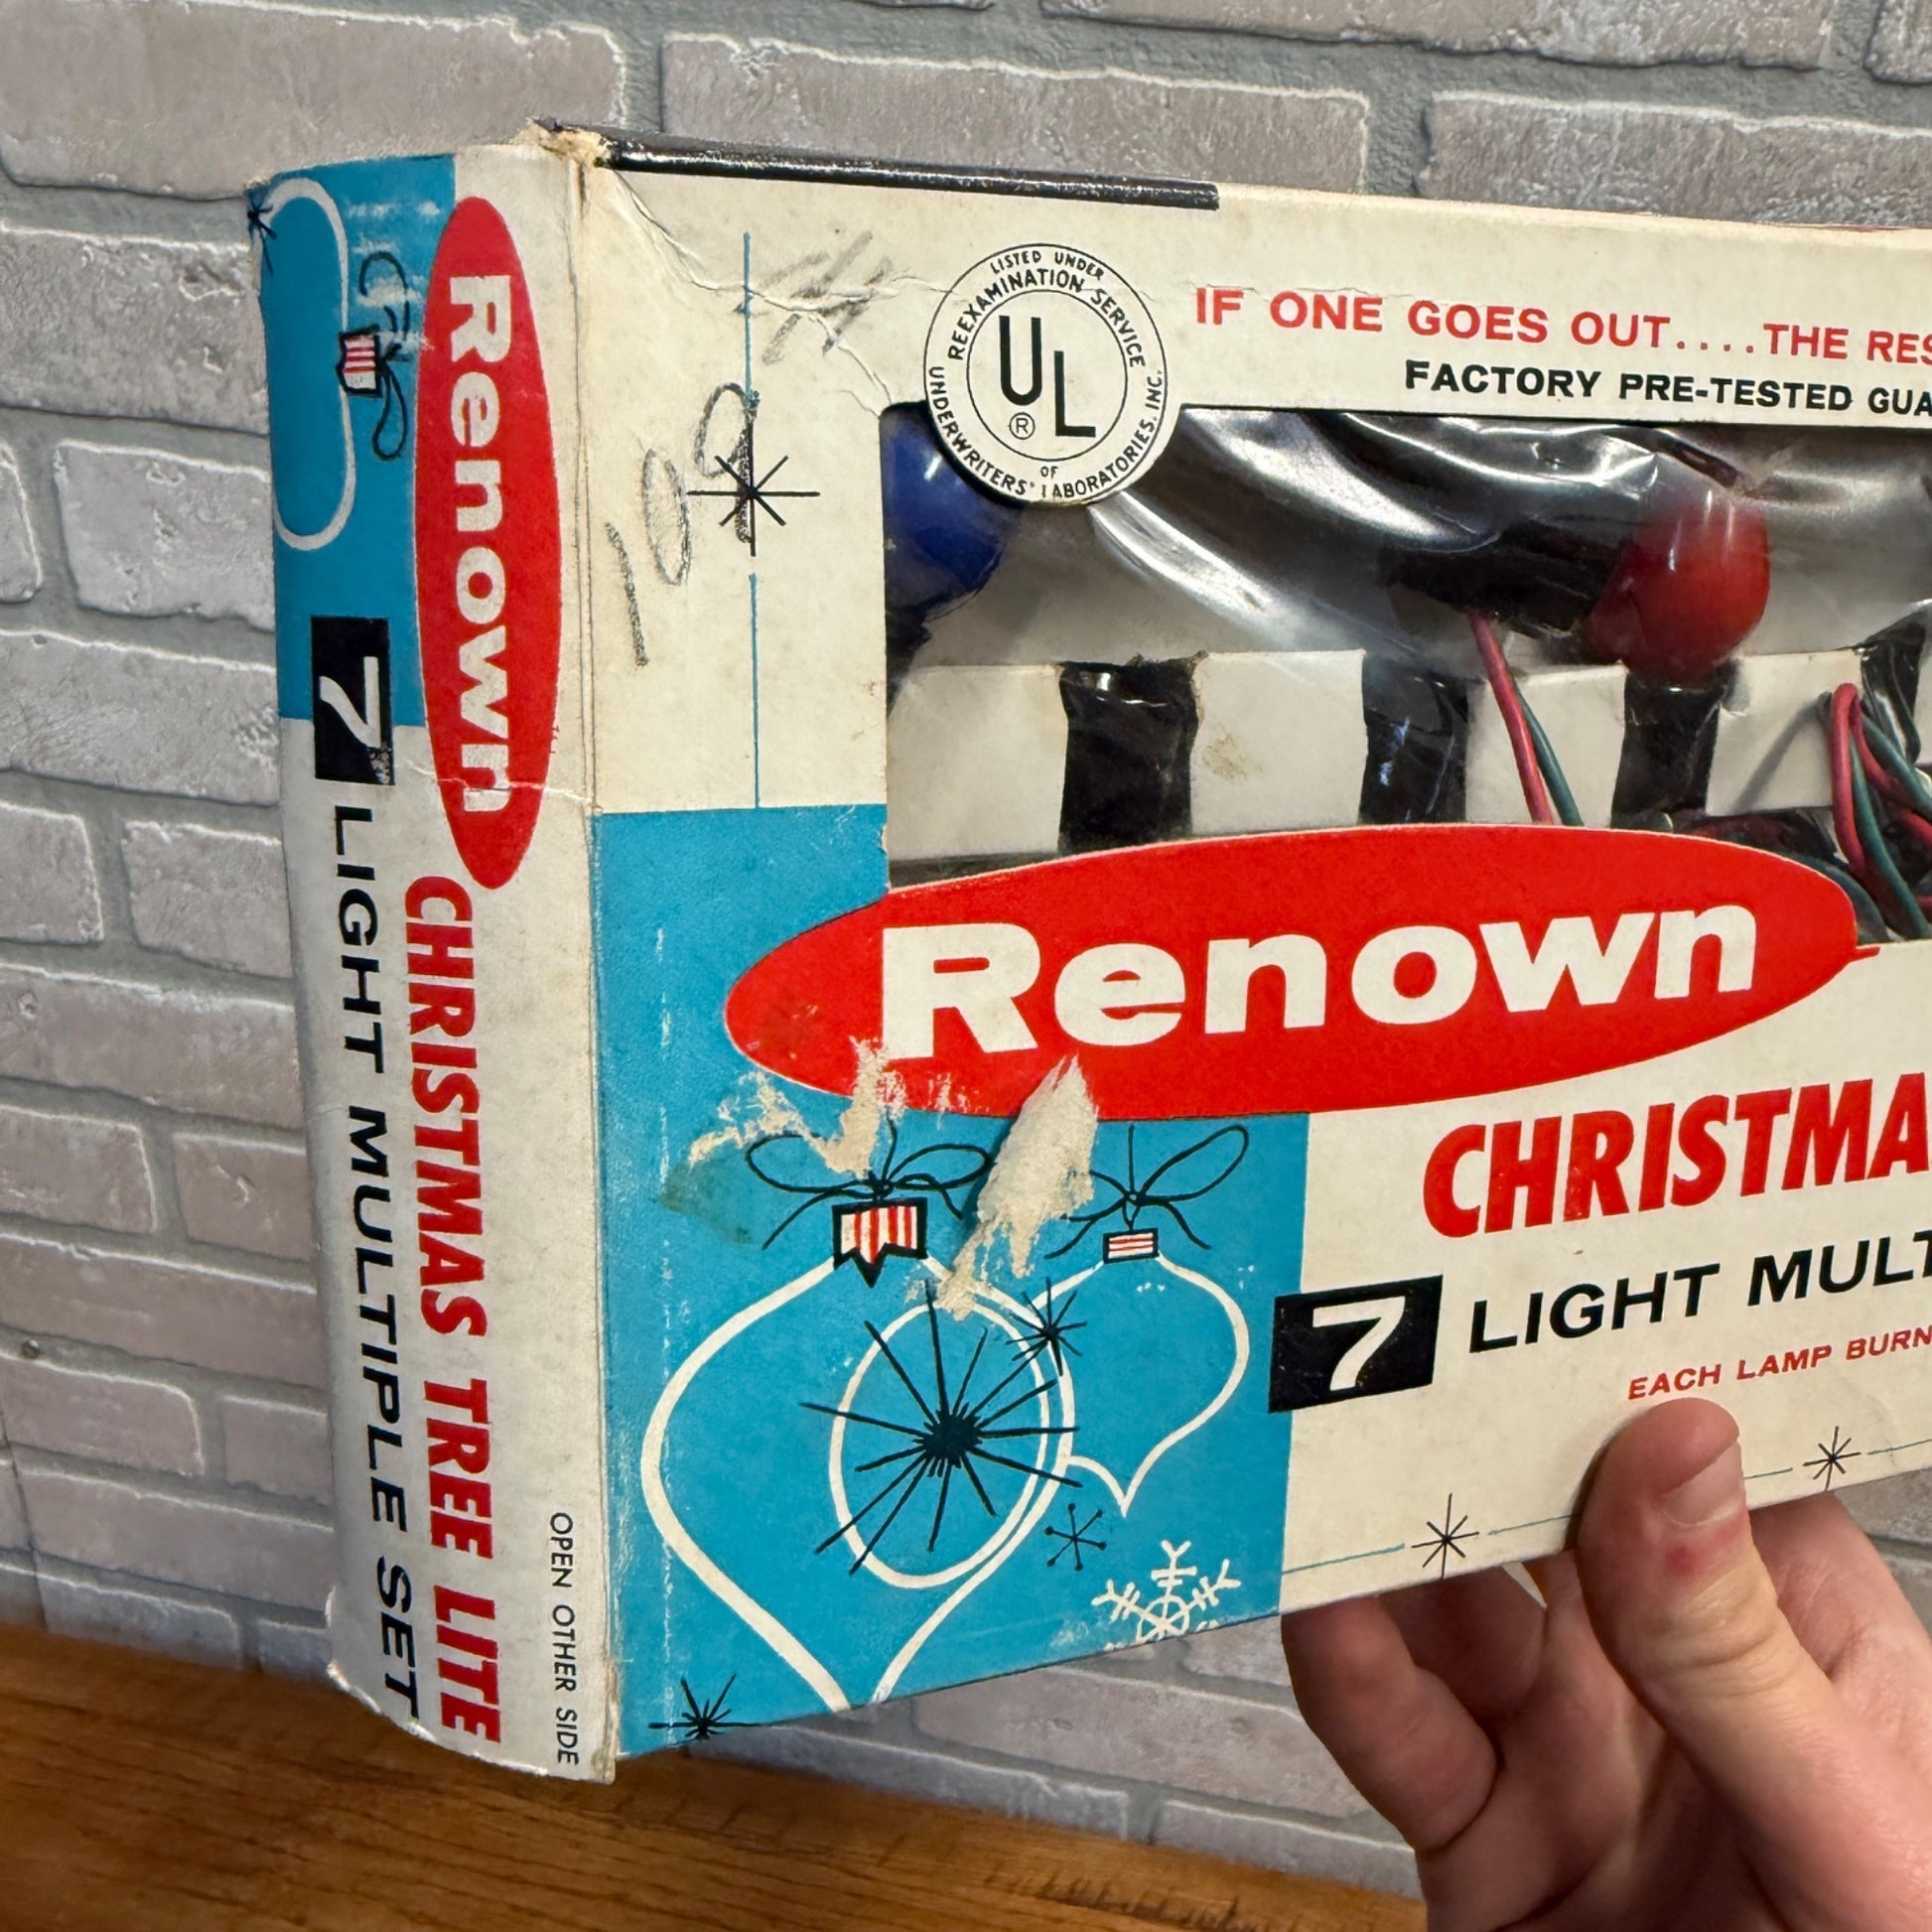 Renown
7 LIGHT MULTIPLE SET
CHRISTMAS TREE LITE
OPEN OTHER SIDE
109
LISTED UNDER
REEXAMINATION SERVICE
UL
®
OF
UNDERWRITERS' LABORATORIES, INC.
IF ONE GOES OUT....THE RES
FACTORY PRE-TESTED GUA
Renown
CHRISTMA
7 LIGHT MULT
EACH LAMP BURN